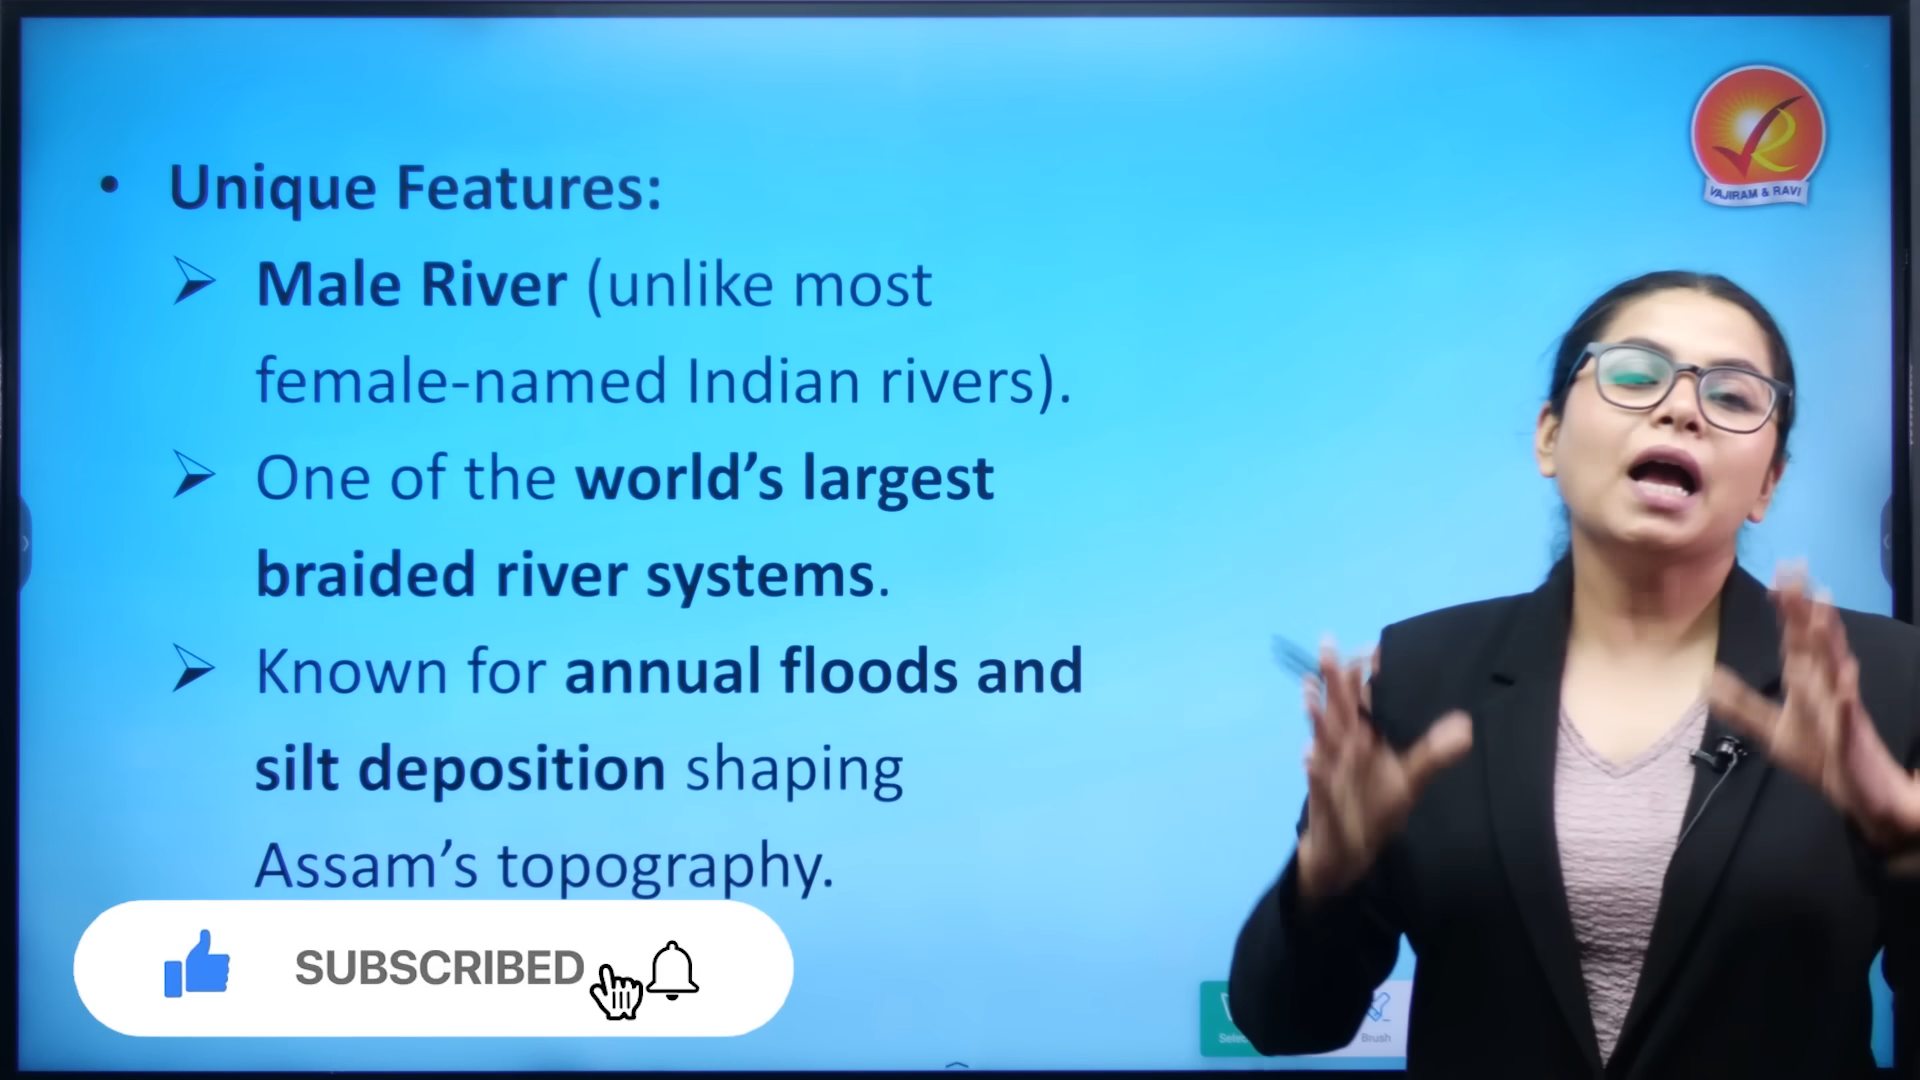 VAJIRAM & RAVI
• Unique Features:
➢ Male River (unlike most
female-named Indian rivers).
➢ One of the world’s largest
braided river systems.
➢ Known for annual floods and
silt deposition shaping
Assam’s topography.
SUBSCRIBED
Brush